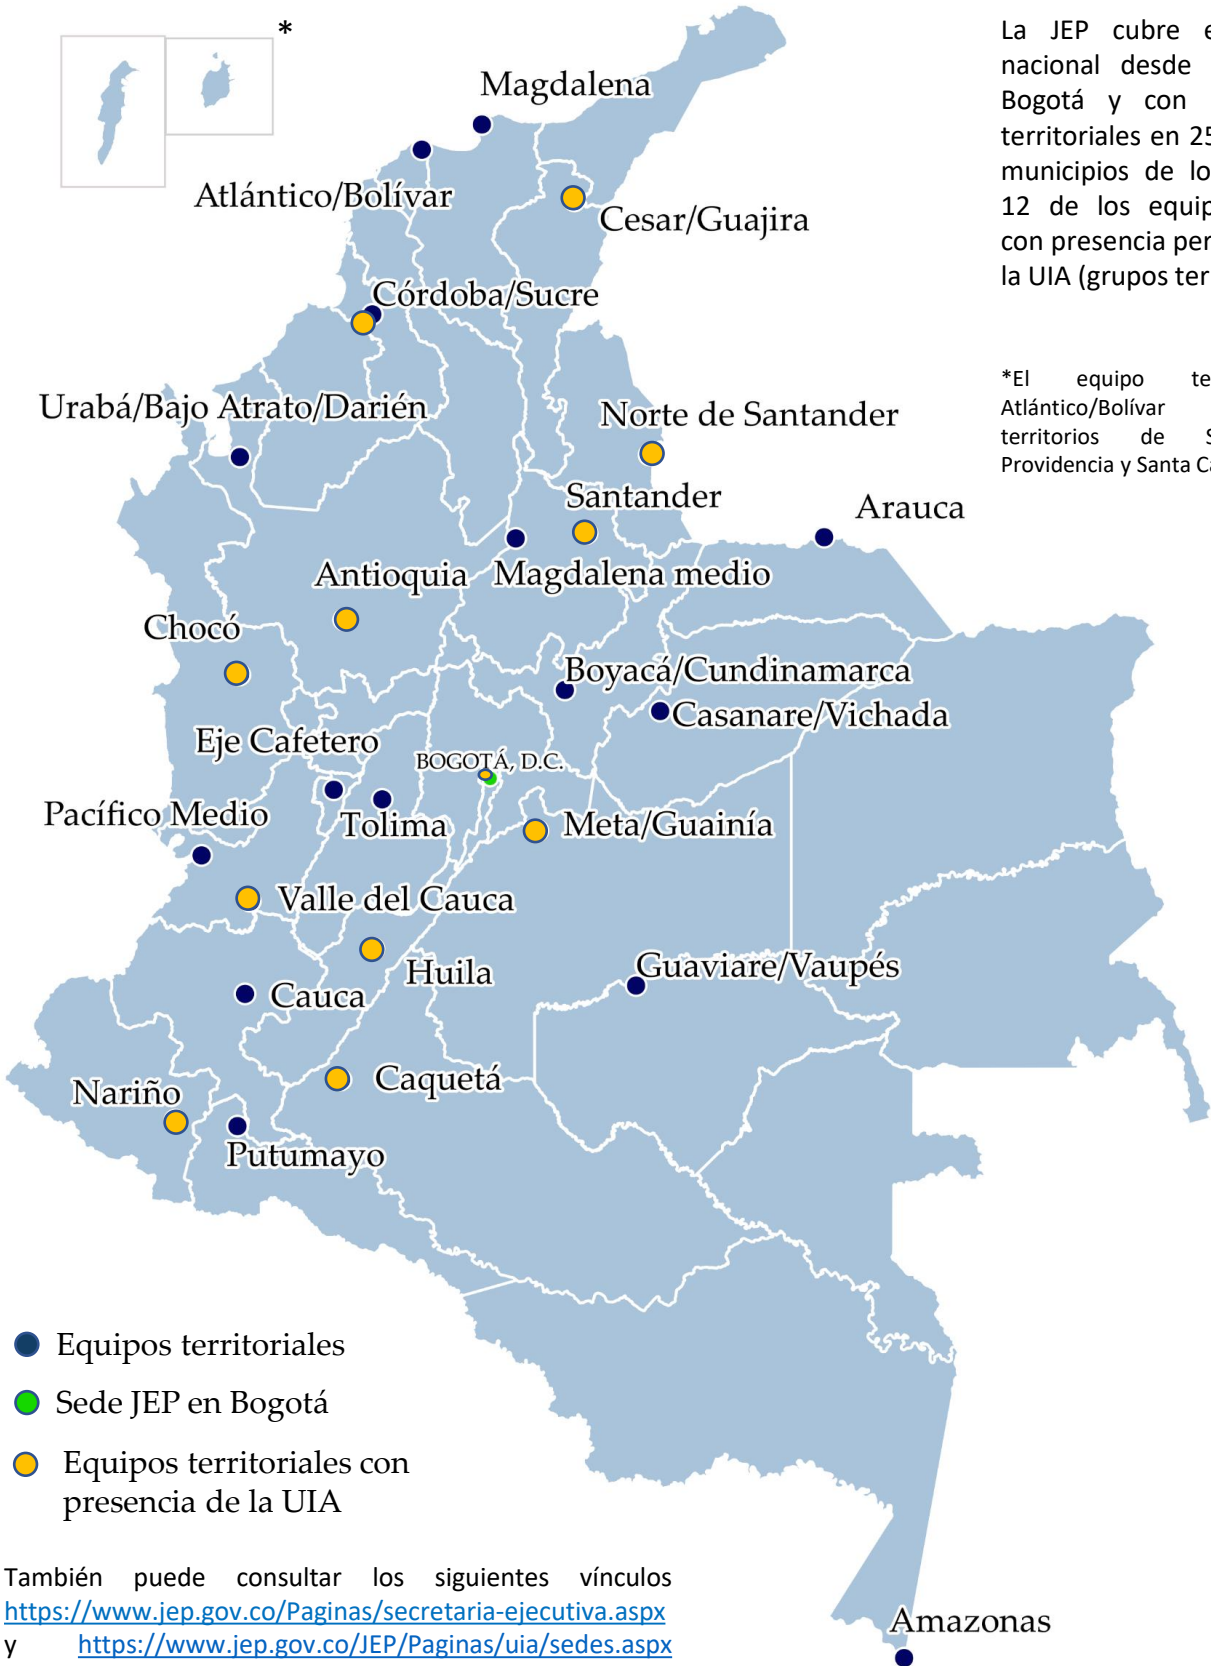 *
La JEP cubre e
nacional desde
Bogotá y con
territoriales en 25
municipios de lo
12 de los equip
con presencia per
la UIA (grupos ter
*El equipo te
Atlántico/Bolívar
territorios de S
Providencia y Santa Ca
Magdalena
Atlántico/Bolívar
Cesar/Guajira
Córdoba/Sucre
Urabá/Bajo Atrato/Darién
Norte de Santander
Santander
Arauca
Antioquia
Magdalena medio
Chocó
Boyacá/Cundinamarca
Casanare/Vichada
Eje Cafetero
BOGOTÁ, D.C.
Pacífico Medio
Tolima
Meta/Guainía
Valle del Cauca
Huila
Guaviare/Vaupés
Cauca
Caquetá
Nariño
Putumayo
Equipos territoriales
Sede JEP en Bogotá
Equipos territoriales con
presencia de la UIA
También puede consultar los siguientes vínculos
https://www.jep.gov.co/Paginas/secretaria-ejecutiva.aspx
y https://www.jep.gov.co/JEP/Paginas/uia/sedes.aspx
Amazonas